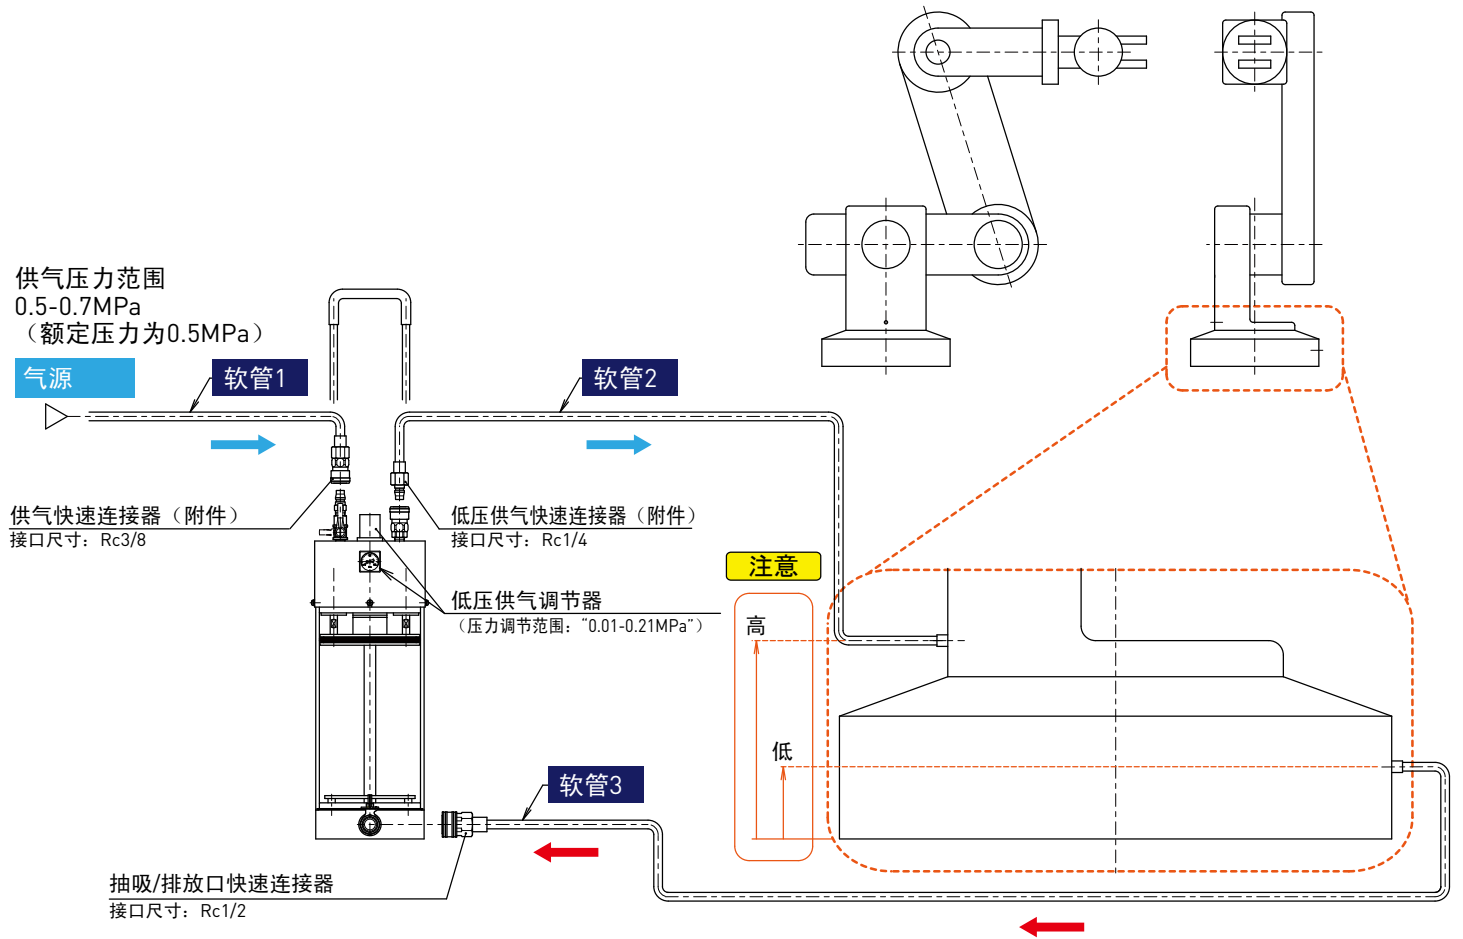 供气压力范围
0.5-0.7MPa
（额定压力为0.5MPa）
气源
软管1
软管2
供气快速连接器（附件）
接口尺寸：Rc3/8
低压供气快速连接器（附件）
接口尺寸：Rc1/4
注意
低压供气调节器
（压力调节范围：“0.01-0.21MPa”）
高
低
软管3
抽吸/排放口快速连接器
接口尺寸：Rc1/2